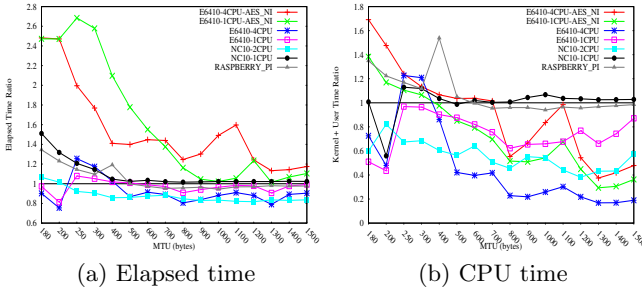 2.8
2.6
2.4
2.2
2
1.8
1.6
1.4
1.2
1
0.8
0.6
Elapsed Time Ratio
E6410-4CPU-AES_NI
E6410-1CPU-AES_NI
E6410-4CPU
E6410-1CPU
NC10-2CPU
NC10-1CPU
RASPBERRY_PI
180
200
250
300
400
500
600
700
800
900
1000
1100
1200
1300
1400
1500
MTU (bytes)
(a) Elapsed time
1.8
1.6
1.4
1.2
1
0.8
0.6
0.4
0.2
0
Kernel+ User Time Ratio
E6410-4CPU-AES_NI
E6410-1CPU-AES_NI
E6410-4CPU
E6410-1CPU
NC10-2CPU
NC10-1CPU
RASPBERRY_PI
180
200
250
300
400
500
600
700
800
900
1000
1100
1200
1300
1400
1500
MTU (bytes)
(b) CPU time